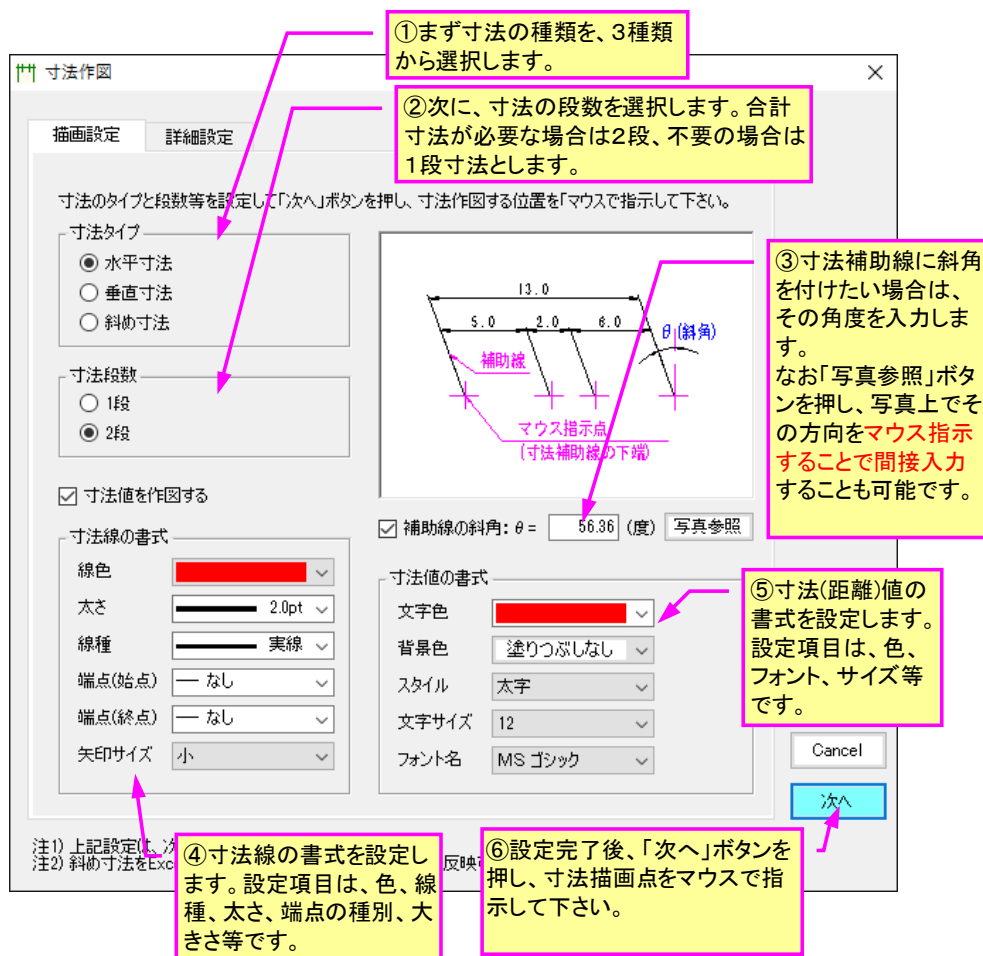 ①まず寸法の種類を、3種類
から選択します。
寸法作図
②次に、寸法の段数を選択します。合計
寸法が必要な場合は2段、不要の場合は
1段寸法とします。
描画設定
詳細設定
寸法のタイプと段数等を設定して「次へ」ボタンを押し、寸法作図する位置を「マウスで指示して下さい。
寸法タイプ
水平寸法
垂直寸法
斜め寸法
寸法段数
1段
2段
寸法値を作図する
13.0
5.0 2.0 6.0
θ(斜角)
補助線
マウス指示点
(寸法補助線の下端)
③寸法補助線に斜角
を付けたい場合は、
その角度を入力しま
す。
なお「写真参照」ボタ
ンを押し、写真上でそ
の方向をマウス指示
することで間接入力
することも可能です。
補助線の斜角:θ= 56.36 (度) 写真参照
寸法線の書式
線色
太さ 2.0pt
線種 実線
端点(始点) なし
端点(終点) なし
矢印サイズ 小
寸法値の書式
文字色
背景色 塗りつぶしなし
スタイル 太字
文字サイズ 12
フォント名 MS ゴシック
⑤寸法(距離)値の
書式を設定します。
設定項目は、色、
フォント、サイズ等
です。
Cancel
次へ
注1) 上記設定は、
注2) 斜め寸法をExc 反映
④寸法線の書式を設定し
ます。設定項目は、色、線
種、太さ、端点の種別、大
きさ等です。
⑥設定完了後、「次へ」ボタンを
押し、寸法描画点をマウスで指
示して下さい。